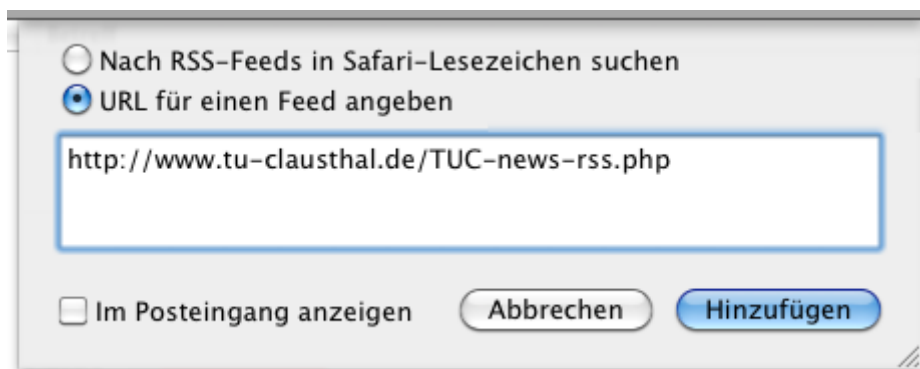 Nach RSS-Feeds in Safari-Lesezeichen suchen
URL für einen Feed angeben
http://www.tu-clausthal.de/TUC-news-rss.php
Im Posteingang anzeigen Abbrechen Hinzufügen